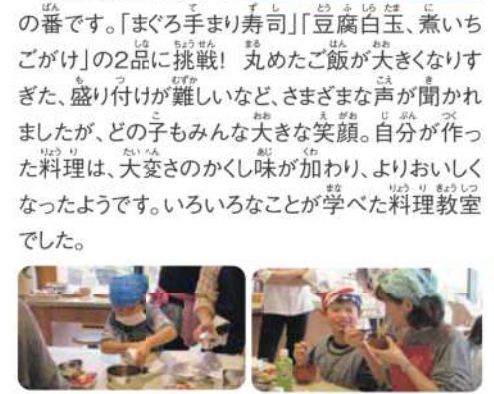 の番です。「まぐろ手まり寿司」「豆腐白玉、煮いち
ごがけ」の2品に挑戦! 丸めたご飯が大きくなりす
ぎた、盛り付けが難しいなど、さまざまな声が聞かれ
ましたが、どの子もみんな大きな笑顔。自分が作っ
た料理は、大変さのかくし味が加わり、よりおいしく
なったようです。いろいろなことが学べた料理教室
でした。